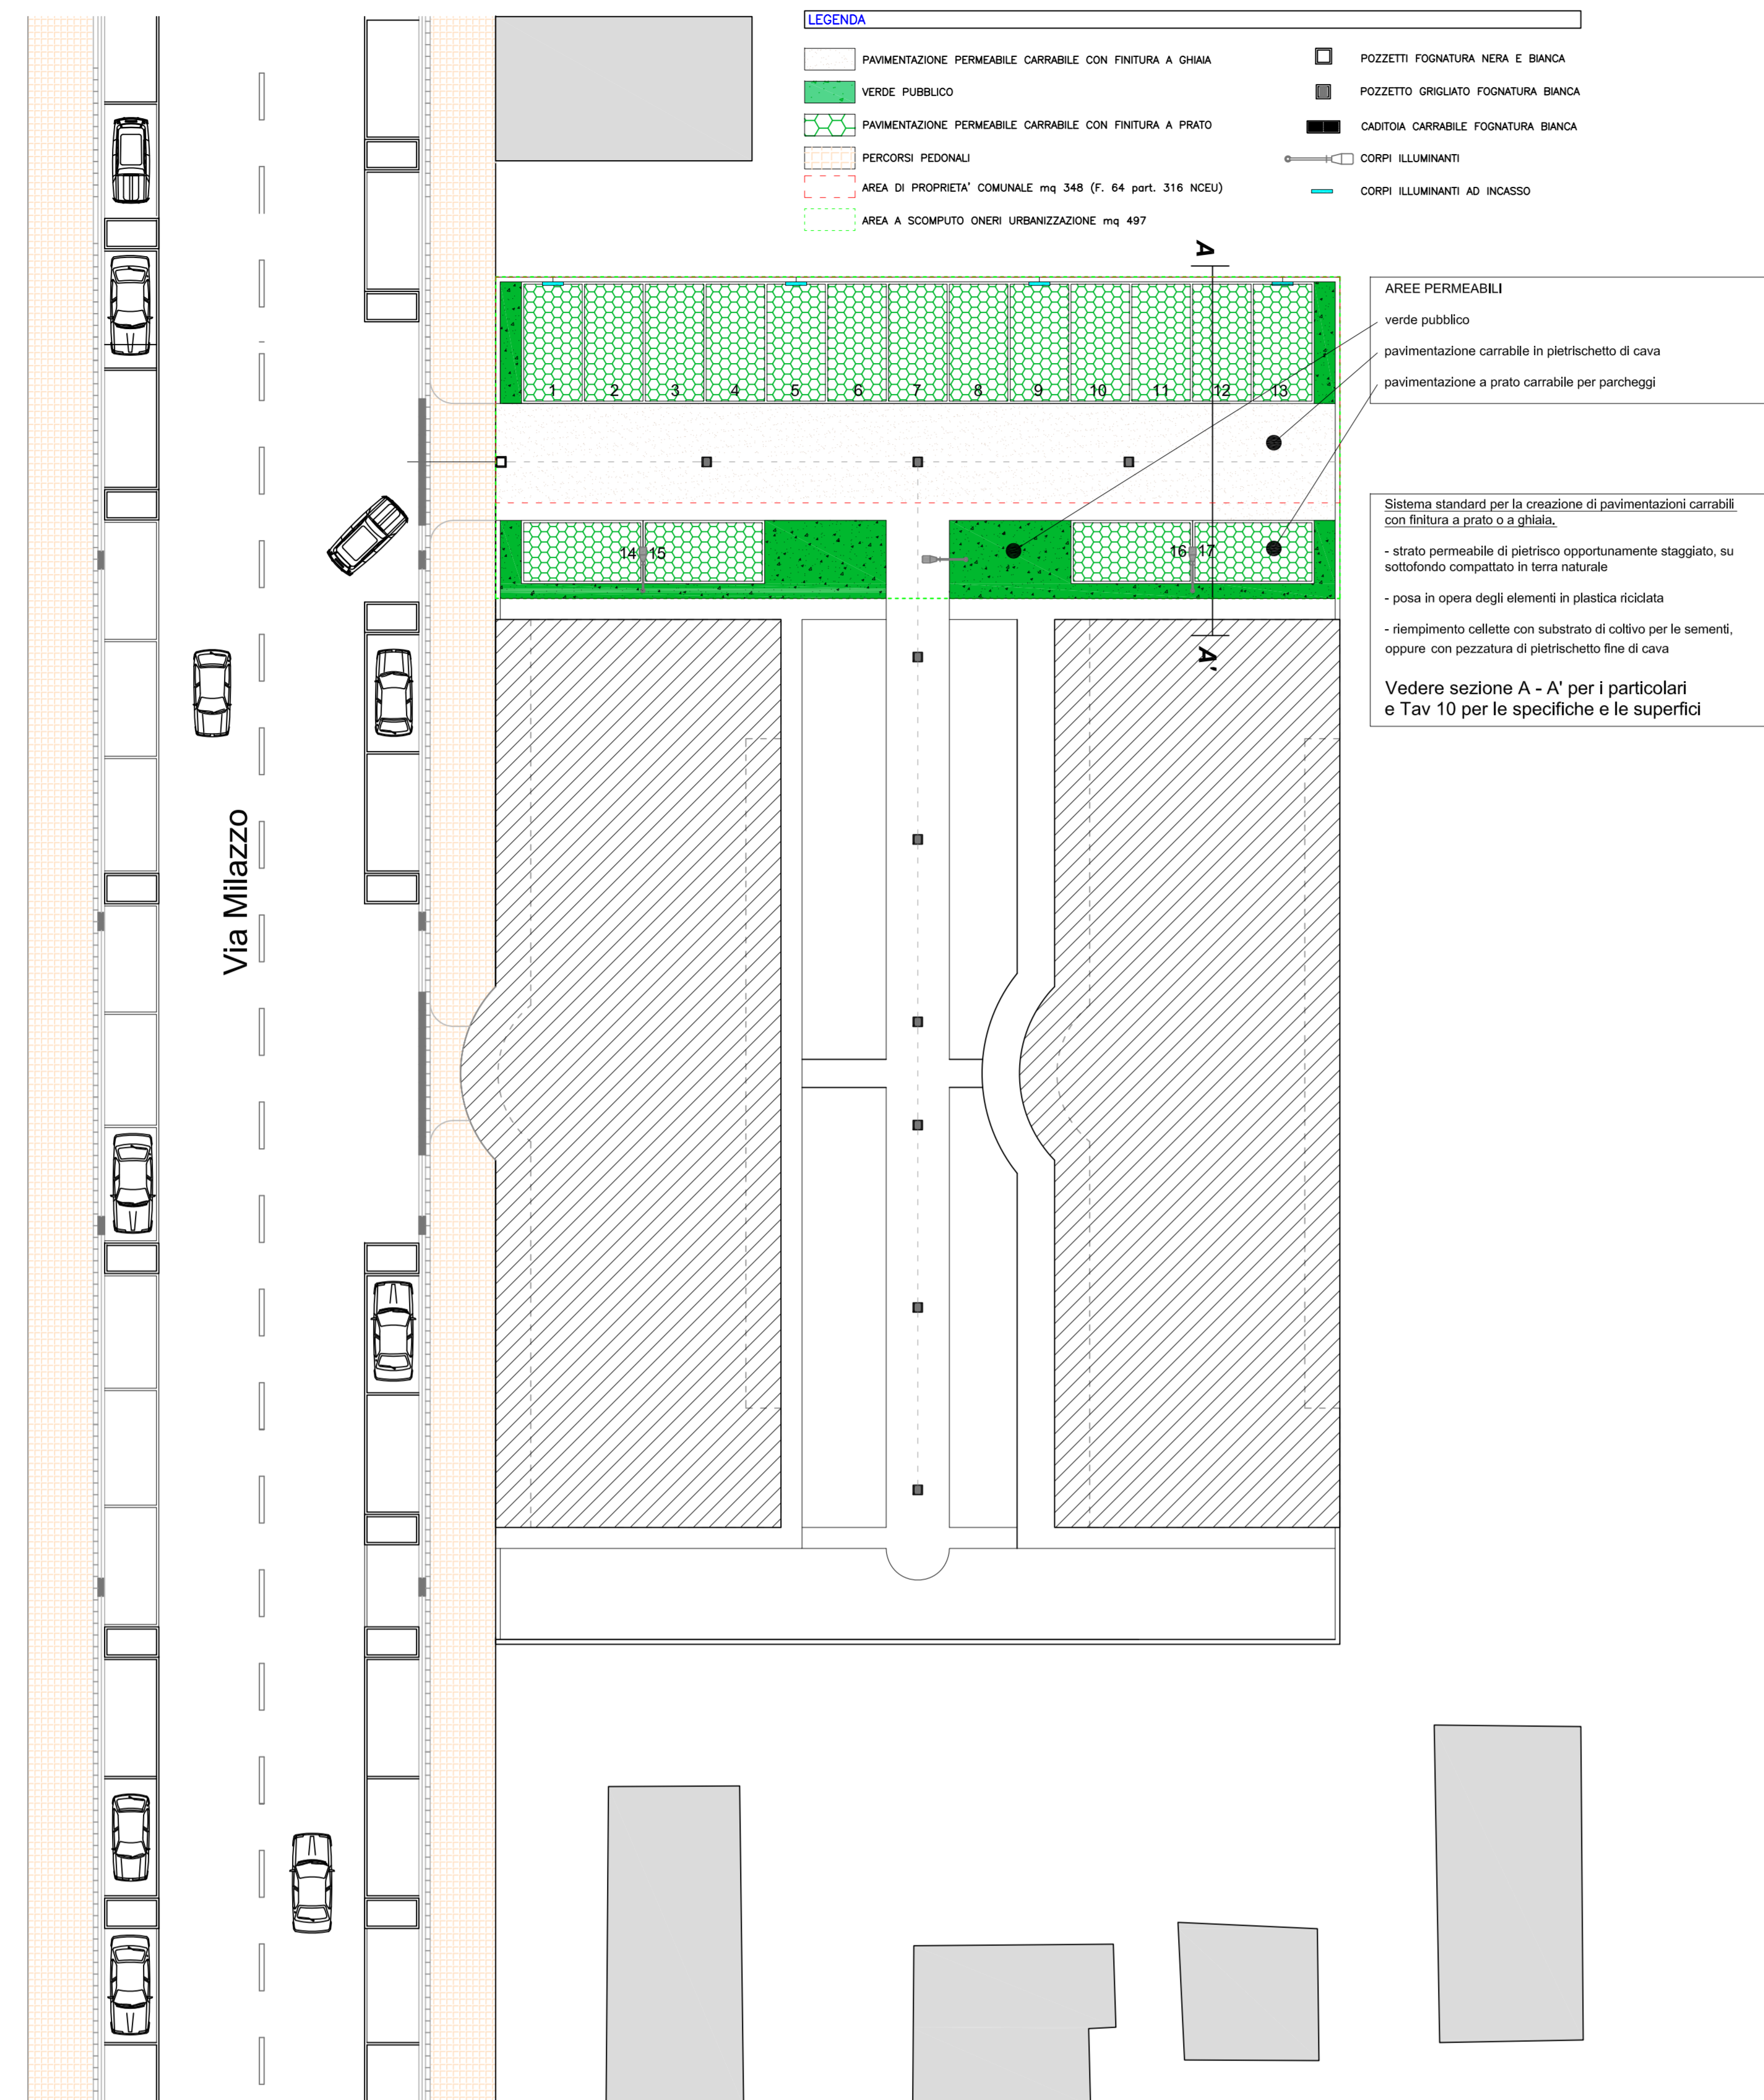 LEGENDA
PAVIMENTAZIONE PERMEABILE CARRABILE CON FINITURA A GHIAIA
VERDE PUBBLICO
PAVIMENTAZIONE PERMEABILE CARRABILE CON FINITURA A PRATO
PERCORSI PEDONALI
AREA DI PROPRIETA' COMUNALE mq 348 (F. 64 part. 316 NCEU)
AREA A SCOMPUTO ONERI URBANIZZAZIONE mq 497
POZZETTI FOGNATURA NERA E BIANCA
POZZETTO GRIGLIATO FOGNATURA BIANCA
CADITOIA CARRABILE FOGNATURA BIANCA
CORPI ILLUMINANTI
CORPI ILLUMINANTI AD INCASSO
A
AREE PERMEABILI
verde pubblico
pavimentazione carrabile in pietrischetto di cava
pavimentazione a prato carrabile per parcheggi
1 2 3 4 5 6 7 8 9 10 11 12 13
14 15 16 17
A'
Sistema standard per la creazione di pavimentazioni carrabili
con finitura a prato o a ghiaia.
- strato permeabile di pietrisco opportunamente staggiato, su
sottofondo compattato in terra naturale
- posa in opera degli elementi in plastica riciclata
- riempimento cellette con substrato di coltivo per le sementi,
oppure con pezzatura di pietrischetto fine di cava
Vedere sezione A - A' per i particolari
e Tav 10 per le specifiche e le superfici
Via Milazzo